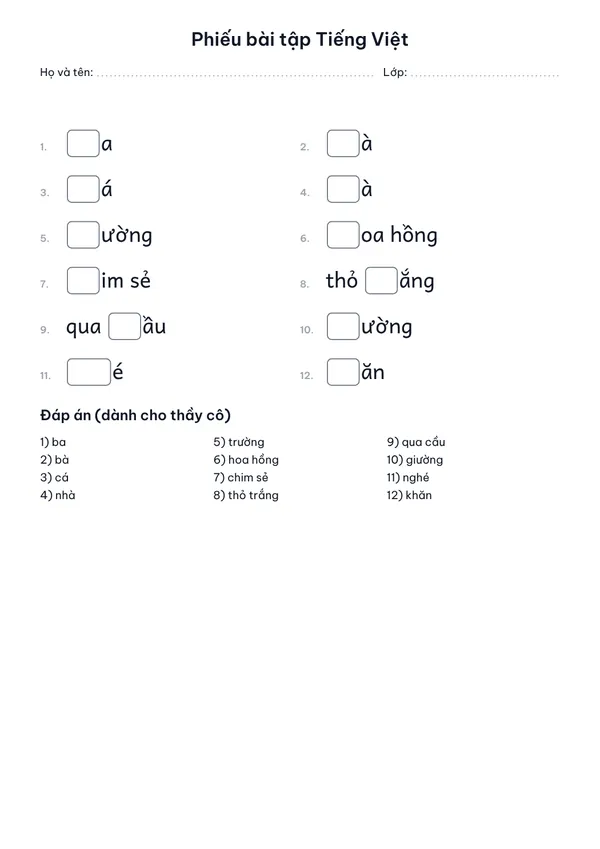 Phiếu bài tập Tiếng Việt
Họ và tên: ........................................................... Lớp: ................................
1. a
2. à
3. á
4. à
5. ường
6. oa hồng
7. im sẻ
8. thỏ ắng
9. qua ầu
10. ường
11. é
12. ăn
Đáp án (dành cho thầy cô)
1) ba
2) bà
3) cá
4) nhà
5) trường
6) hoa hồng
7) chim sẻ
8) thỏ trắng
9) qua cầu
10) giường
11) nghé
12) khăn